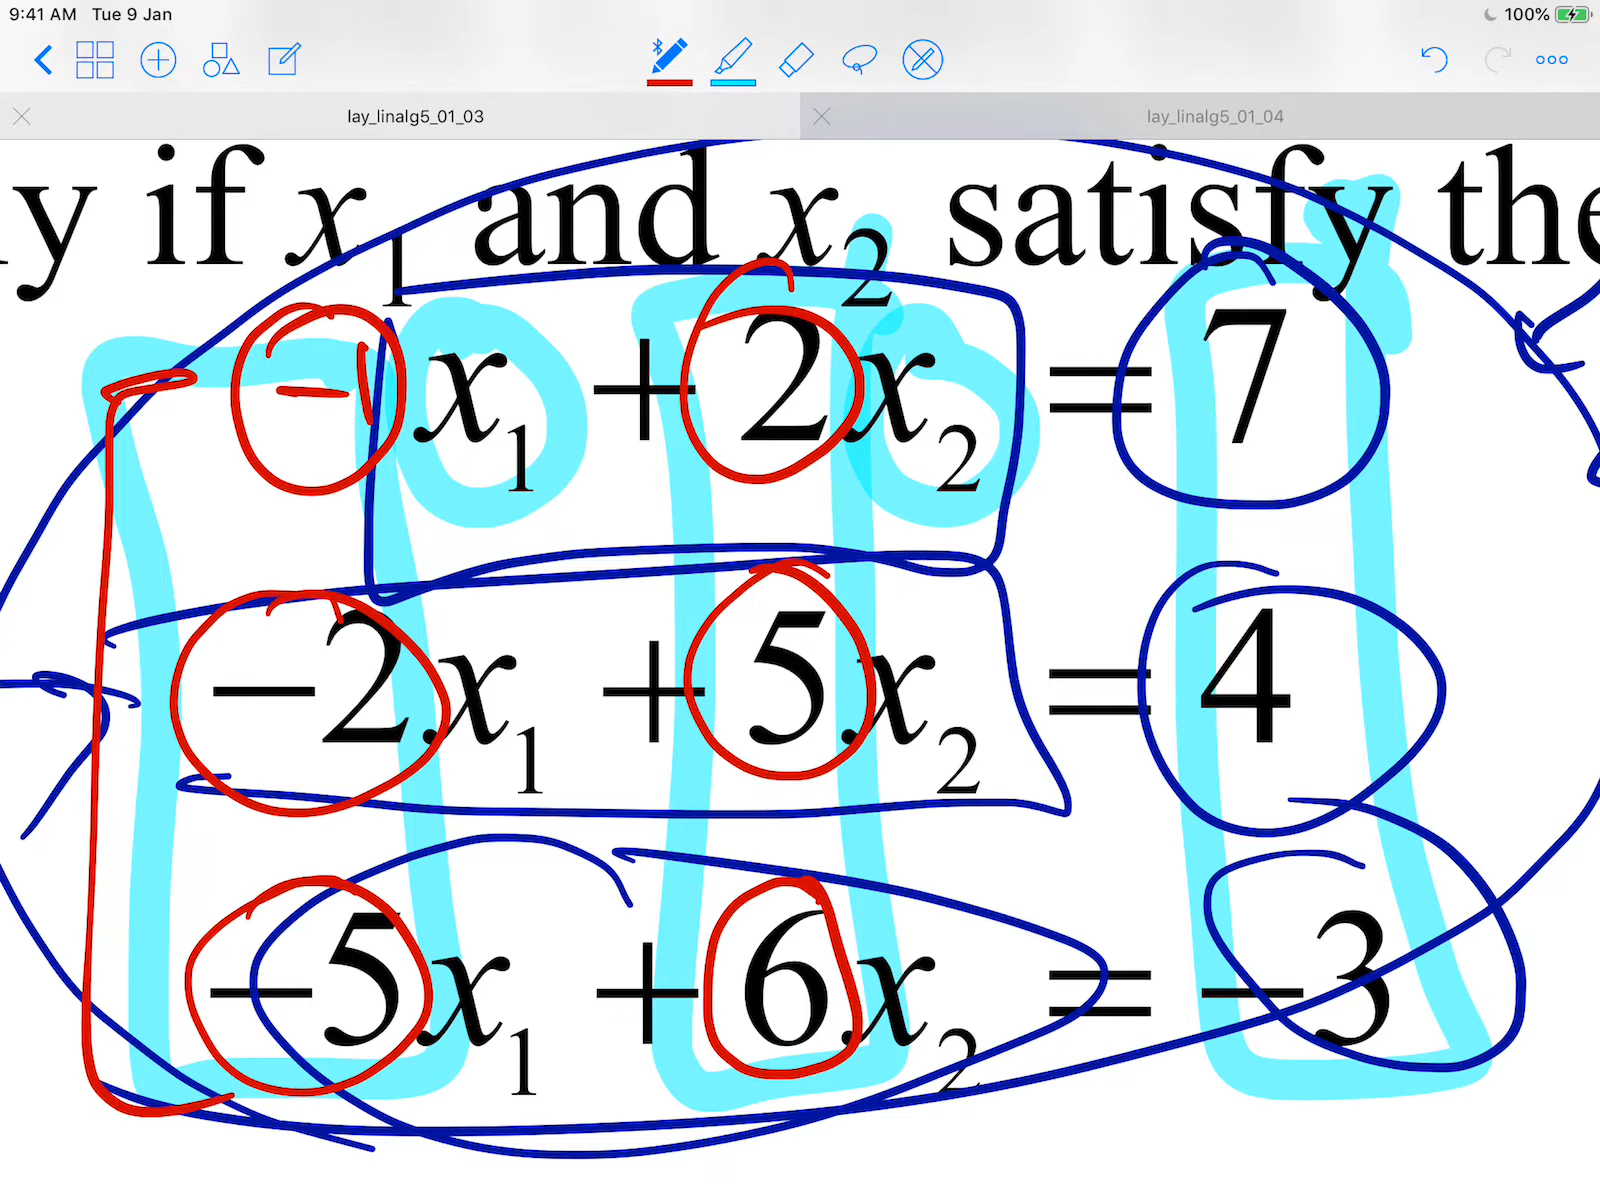 9:41 AM Tue 9 Jan 100%
lay_linalg5_01_03 lay_linalg5_01_04
y if x₁ and x₂ satisfy the
-1x₁ + 2x₂ = 7
−2x₁ + 5x₂ = 4
−5x₁ + 6x₂ = −3